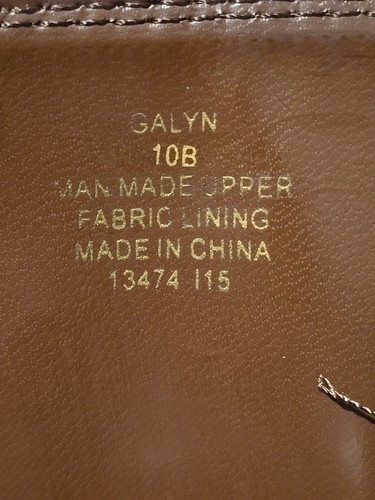 GALYN
10B
MAN MADE UPPER
FABRIC LINING
MADE IN CHINA
13474 I15